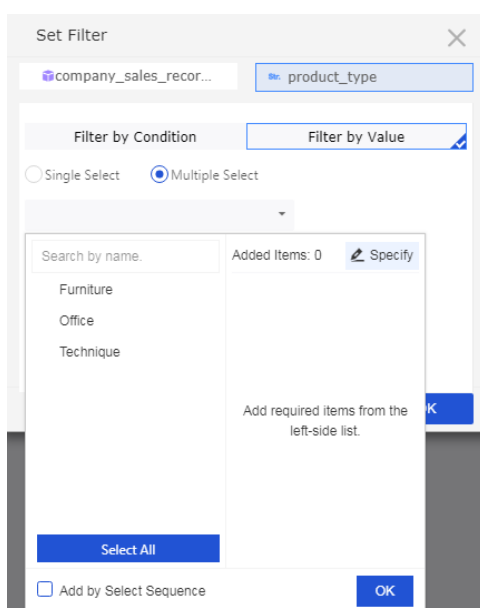 Set Filter
company_sales_recor...
Str. product_type
Filter by Condition
Filter by Value
Single Select
Multiple Select
Search by name.
Added Items: 0
Specify
Furniture
Office
Technique
Add required items from the
left-side list.
Select All
Add by Select Sequence
OK